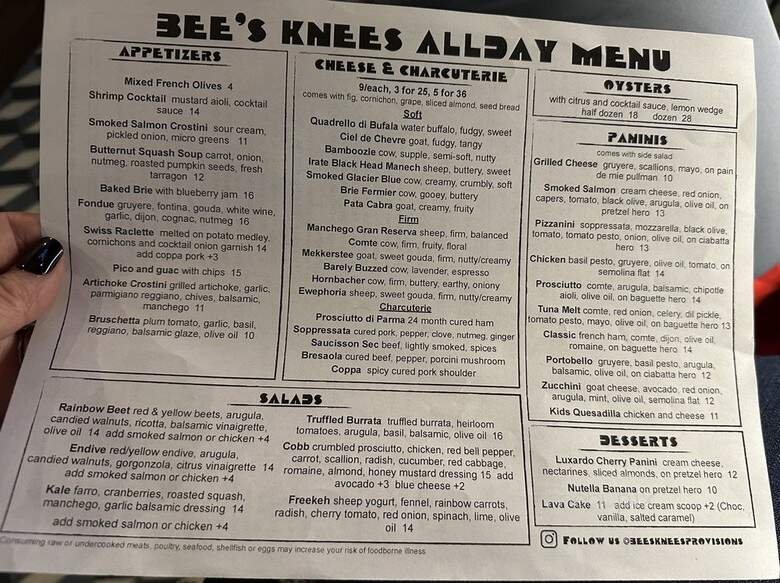 BEE'S KNEES ALLDAY MENU
APPETIZERS
Mixed French Olives 4
Shrimp Cocktail mustard aioli, cocktail
sauce 14
Smoked Salmon Crostini sour cream,
pickled onion, micro greens 11
Butternut Squash Soup carrot, onion,
nutmeg, roasted pumpkin seeds, fresh
tarragon 12
Baked Brie with blueberry jam 16
Fondue gruyere, fontina, gouda, white wine,
garlic, dijon, cognac, nutmeg 16
Swiss Raclette melted on potato medley,
cornichons and cocktail onion garnish 14
add coppa pork +3
Pico and guac with chips 15
Artichoke Crostini grilled artichoke, garlic,
parmigiano reggiano, chives, balsamic,
manchego 11
Bruschetta plum tomato, garlic, basil,
reggiano, balsamic glaze, olive oil 10
CHEESE & CHARCUTERIE
9/each, 3 for 25, 5 for 36
comes with fig, cornichon, grape, sliced almond, seed bread
Soft
Quadrello di Bufala water buffalo, fudgy, sweet
Ciel de Chevre goat, fudgy, tangy
Bamboozle cow, supple, semi-soft, nutty
Irate Black Head Manech sheep, buttery, sweet
Smoked Glacier Blue cow, creamy, crumbly, soft
Brie Fermier cow, gooey, buttery
Pata Cabra goat, creamy, fruity
Firm
Manchego Gran Reserva sheep, firm, balanced
Comte cow, firm, fruity, floral
Mekkerstee goat, sweet gouda, firm, nutty/creamy
Barely Buzzed cow, lavender, espresso
Hornbacher cow, firm, buttery, earthy, oniony
Ewephoria sheep, sweet gouda, firm, nutty/creamy
Charcuterie
Prosciutto di Parma 24 month cured ham
Soppressata cured pork, pepper, clove, nutmeg, ginger
Saucisson Sec beef, lightly smoked, spices
Bresaola cured beef, pepper, porcini mushroom
Coppa spicy cured pork shoulder
OYSTERS
with citrus and cocktail sauce, lemon wedge
half dozen 18 dozen 28
PANINIS
comes with side salad
Grilled Cheese gruyere, scallions, mayo, on pain
de mie pullman 10
Smoked Salmon cream cheese, red onion,
capers, tomato, black olive, arugula, olive oil, on
pretzel hero 13
Pizzanini soppressata, mozzarella, black olive,
tomato, tomato pesto, onion, olive oil, on ciabatta
hero 13
Chicken basil pesto, gruyere, olive oil, tomato, on
semolina flat 14
Prosciutto comte, arugula, balsamic, chipotle
aioli, olive oil, on baguette hero 14
Tuna Melt comte, red onion, celery, dil pickle,
tomato pesto, mayo, olive oil, on baguette hero 13
Classic french ham, comte, dijon, olive oil,
romaine, on baguette hero 14
Portobello gruyere, basil pesto, arugula,
balsamic, olive oil, on ciabatta hero 12
Zucchini goat cheese, avocado, red onion,
arugula, mint, olive oil, semolina flat 12
Kids Quesadilla chicken and cheese 11
SALADS
Rainbow Beet red & yellow beets, arugula,
candied walnuts, ricotta, balsamic vinaigrette,
olive oil 14 add smoked salmon or chicken +4
Endive red/yellow endive, arugula,
candied walnuts, gorgonzola, citrus vinaigrette 14
add smoked salmon or chicken +4
Kale farro, cranberries, roasted squash,
manchego, garlic balsamic dressing 14
add smoked salmon or chicken +4
Truffled Burrata truffled burrata, heirloom
tomatoes, arugula, basil, balsamic, olive oil 16
Cobb crumbled prosciutto, chicken, red bell pepper,
carrot, scallion, radish, cucumber, red cabbage,
romaine, almond, honey mustard dressing 15 add
avocado +3 blue cheese +2
Freekeh sheep yogurt, fennel, rainbow carrots,
radish, cherry tomato, red onion, spinach, lime, olive
oil 14
DESSERTS
Luxardo Cherry Panini cream cheese,
nectarines, sliced almonds, on pretzel hero 12
Nutella Banana on pretzel hero 10
Lava Cake 11 add ice cream scoop +2 (Choc,
vanilla, salted caramel)
FOLLOW US @BEESKNEESPROVISIONS
Consuming raw or undercooked meats, poultry, seafood, shellfish or eggs may increase your risk of foodborne illness